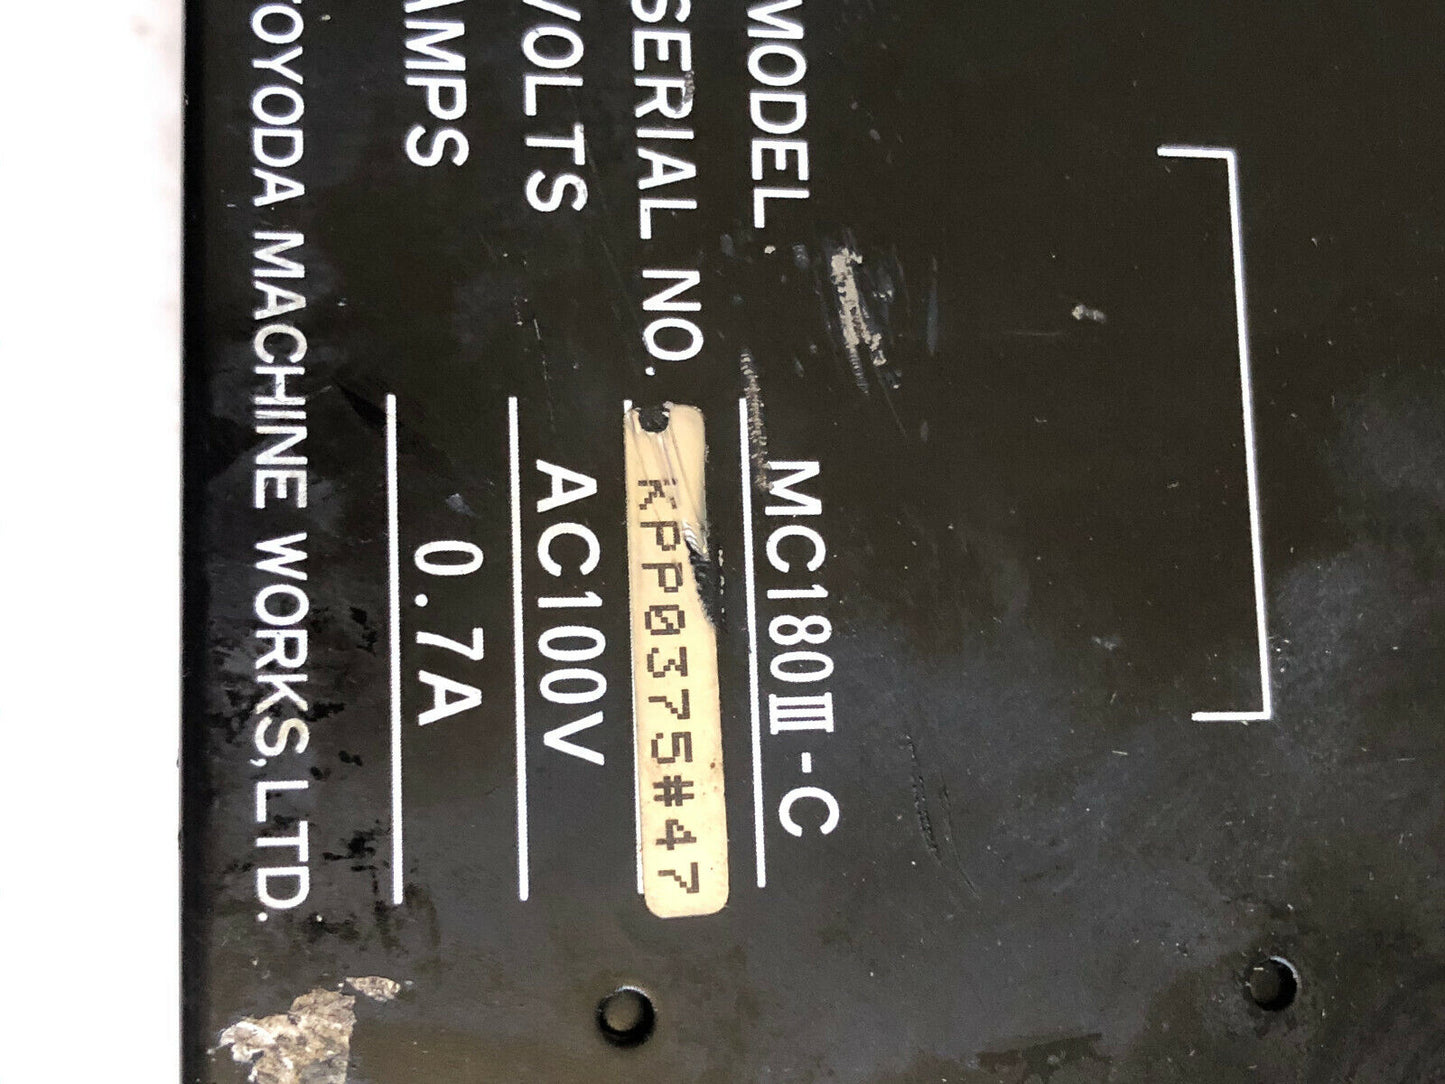 MODEL MC180III-C
SERIAL NO. KPP0375#47
VOLTS AC100V
AMPS 0.7A
TOYODA MACHINE WORKS,LTD.